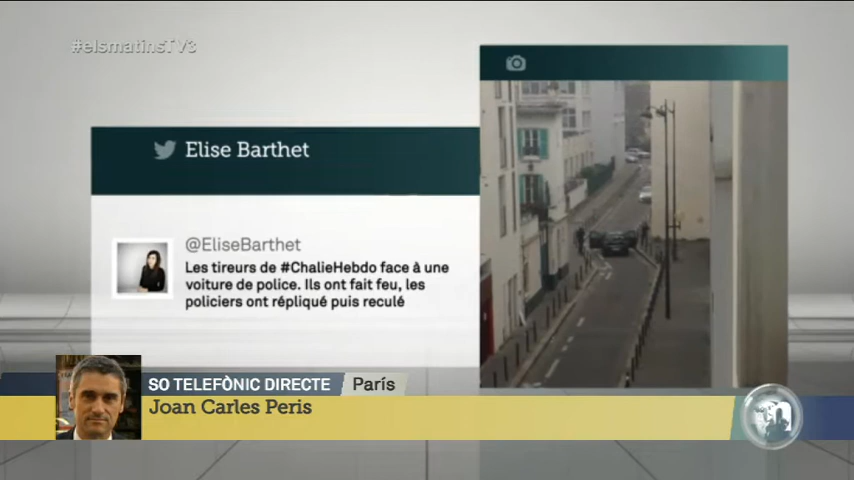 #elsmatinsTV3
Elise Barthet
@EliseBarthet
Les tireurs de #ChalieHebdo face à une
voiture de police. Ils ont fait feu, les
policiers ont répliqué puis reculé
SO TELEFÒNIC DIRECTE París
Joan Carles Peris